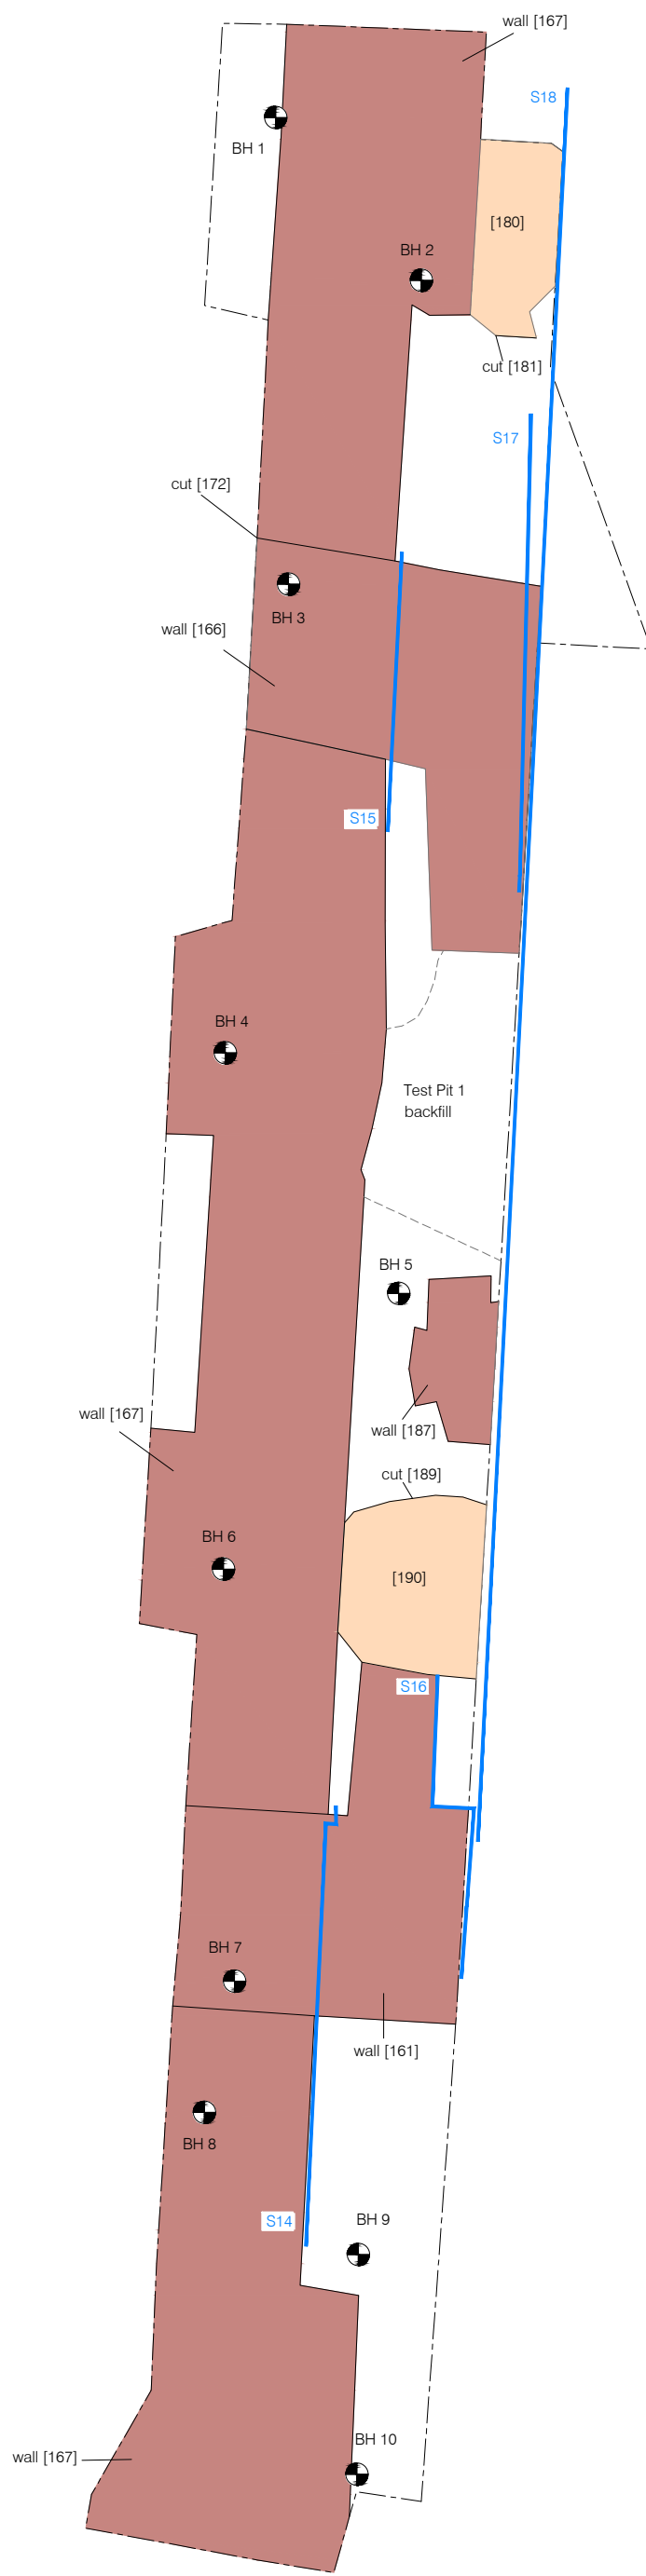 wall [167]
S18
BH 1
[180]
BH 2
cut [181]
S17
cut [172]
BH 3
wall [166]
S15
BH 4
Test Pit 1
backfill
BH 5
wall [167]
wall [187]
cut [189]
BH 6
[190]
S16
BH 7
wall [161]
BH 8
S14
BH 9
BH 10
wall [167]